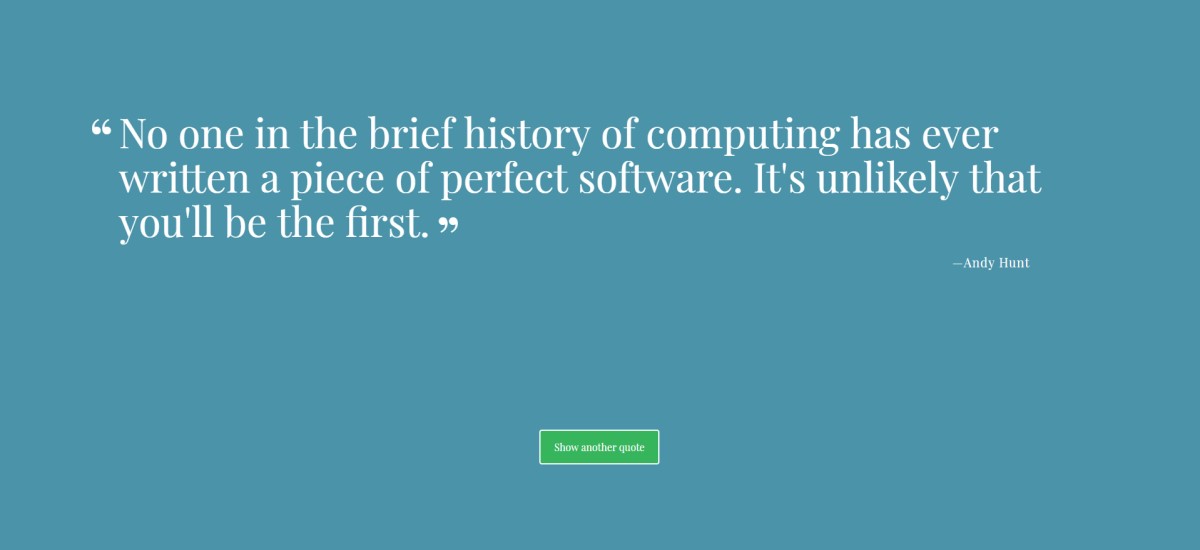 “ No one in the brief history of computing has ever
written a piece of perfect software. It's unlikely that
you'll be the first. ”
—Andy Hunt
Show another quote